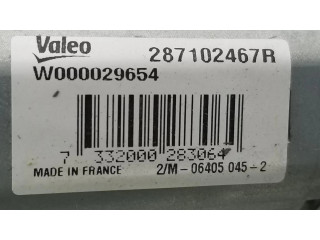 Valeo 287102467R
W000029654
7 332000 283064
MADE IN FRANCE 2/M - 06405 045 - 2